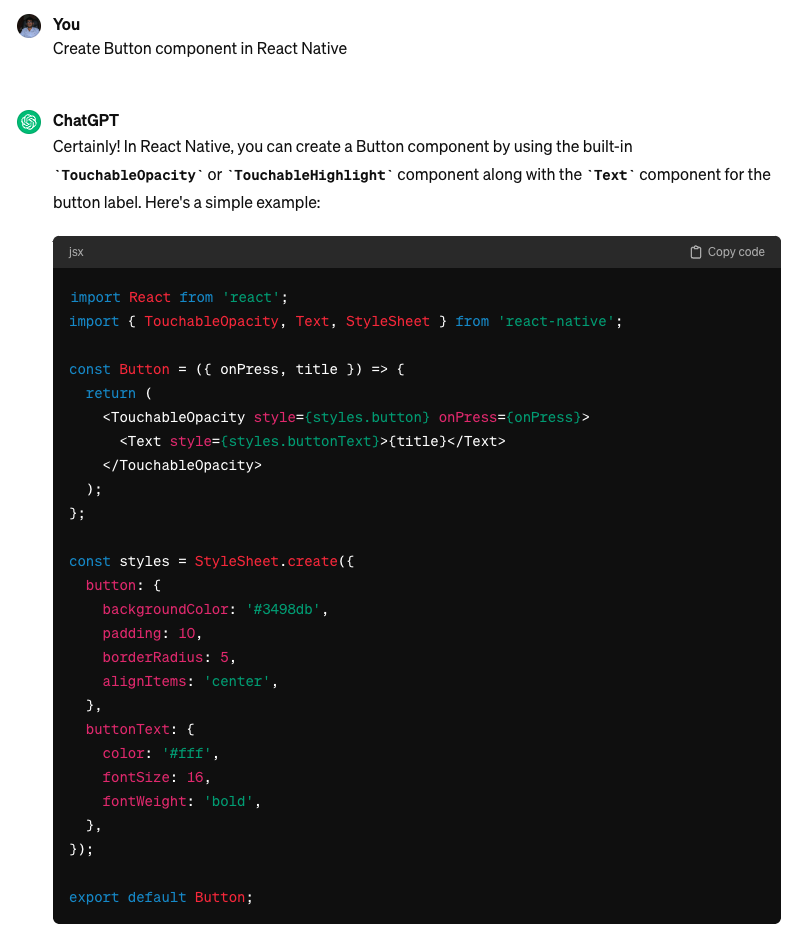 You
Create Button component in React Native
ChatGPT
Certainly! In React Native, you can create a Button component by using the built-in
`TouchableOpacity` or `TouchableHighlight` component along with the `Text` component for the
button label. Here's a simple example:
jsx
Copy code
import React from 'react';
import { TouchableOpacity, Text, StyleSheet } from 'react-native';

const Button = ({ onPress, title }) => {
  return (
    <TouchableOpacity style={styles.button} onPress={onPress}>
      <Text style={styles.buttonText}>{title}</Text>
    </TouchableOpacity>
  );
};

const styles = StyleSheet.create({
  button: {
    backgroundColor: '#3498db',
    padding: 10,
    borderRadius: 5,
    alignItems: 'center',
  },
  buttonText: {
    color: '#fff',
    fontSize: 16,
    fontWeight: 'bold',
  },
});

export default Button;